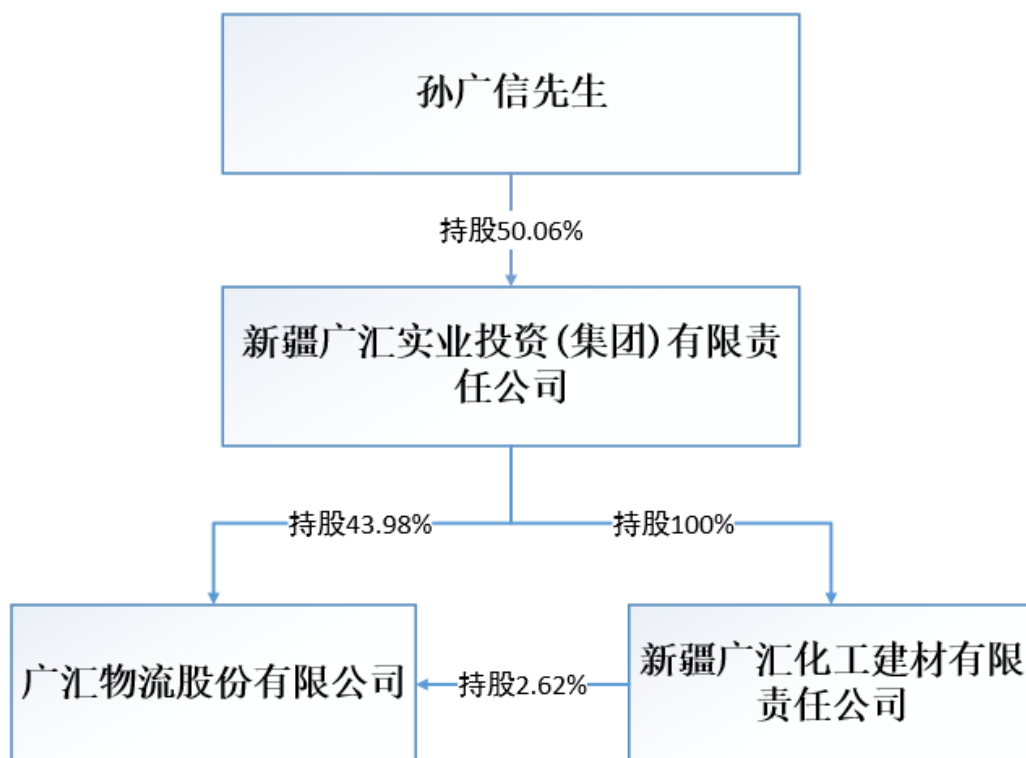 孙广信先生
持股50.06%
新疆广汇实业投资(集团)有限责
任公司
持股43.98%
持股100%
广汇物流股份有限公司
持股2.62%
新疆广汇化工建材有限
责任公司